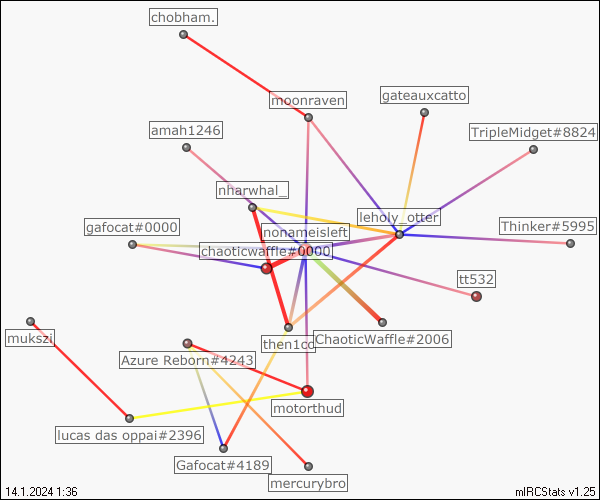 chobham.
moonraven
gateauxcatto
amah1246
TripleMidget#8824
nharwhal_
leholy_otter
gafocat#0000
nonameisleft
Thinker#5995
chaoticwaffle#0000
tt532
mukszi
then1co
ChaoticWaffle#2006
Azure Reborn#4243
motorthud
lucas das oppai#2396
Gafocat#4189
mercurybro
14.1.2024 1:36
mIRCStats v1.25